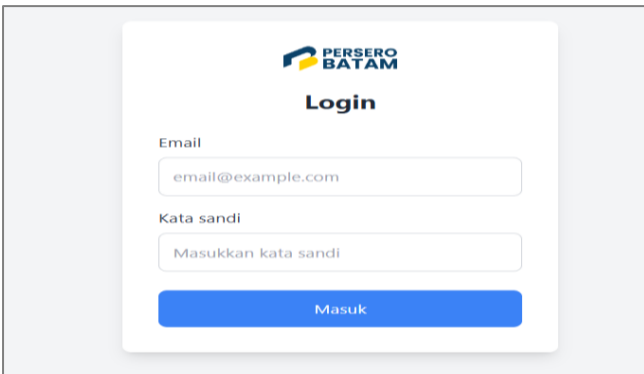 PERSERO
BATAM
Login
Email
email@example.com
Kata sandi
Masukkan kata sandi
Masuk